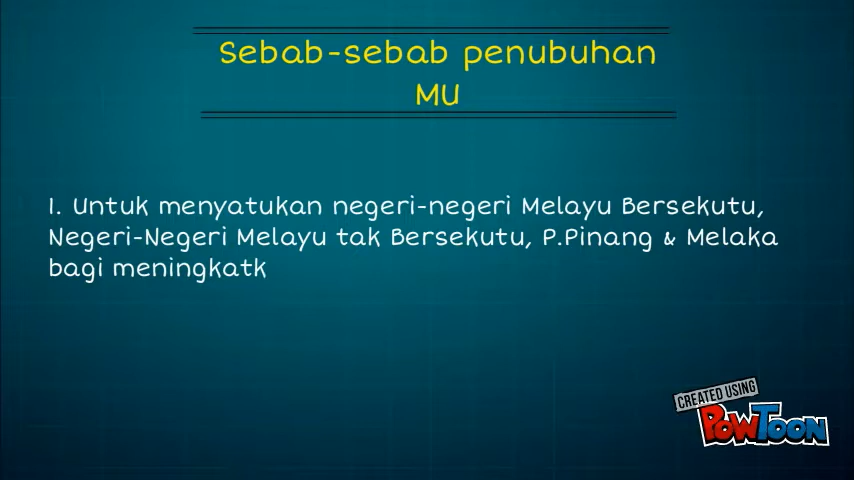 Sebab-sebab penubuhan
MU
1. Untuk menyatukan negeri-negeri Melayu Bersekutu,
Negeri-Negeri Melayu tak Bersekutu, P.Pinang & Melaka
bagi meningkatk
CREATED USING
POWTOON